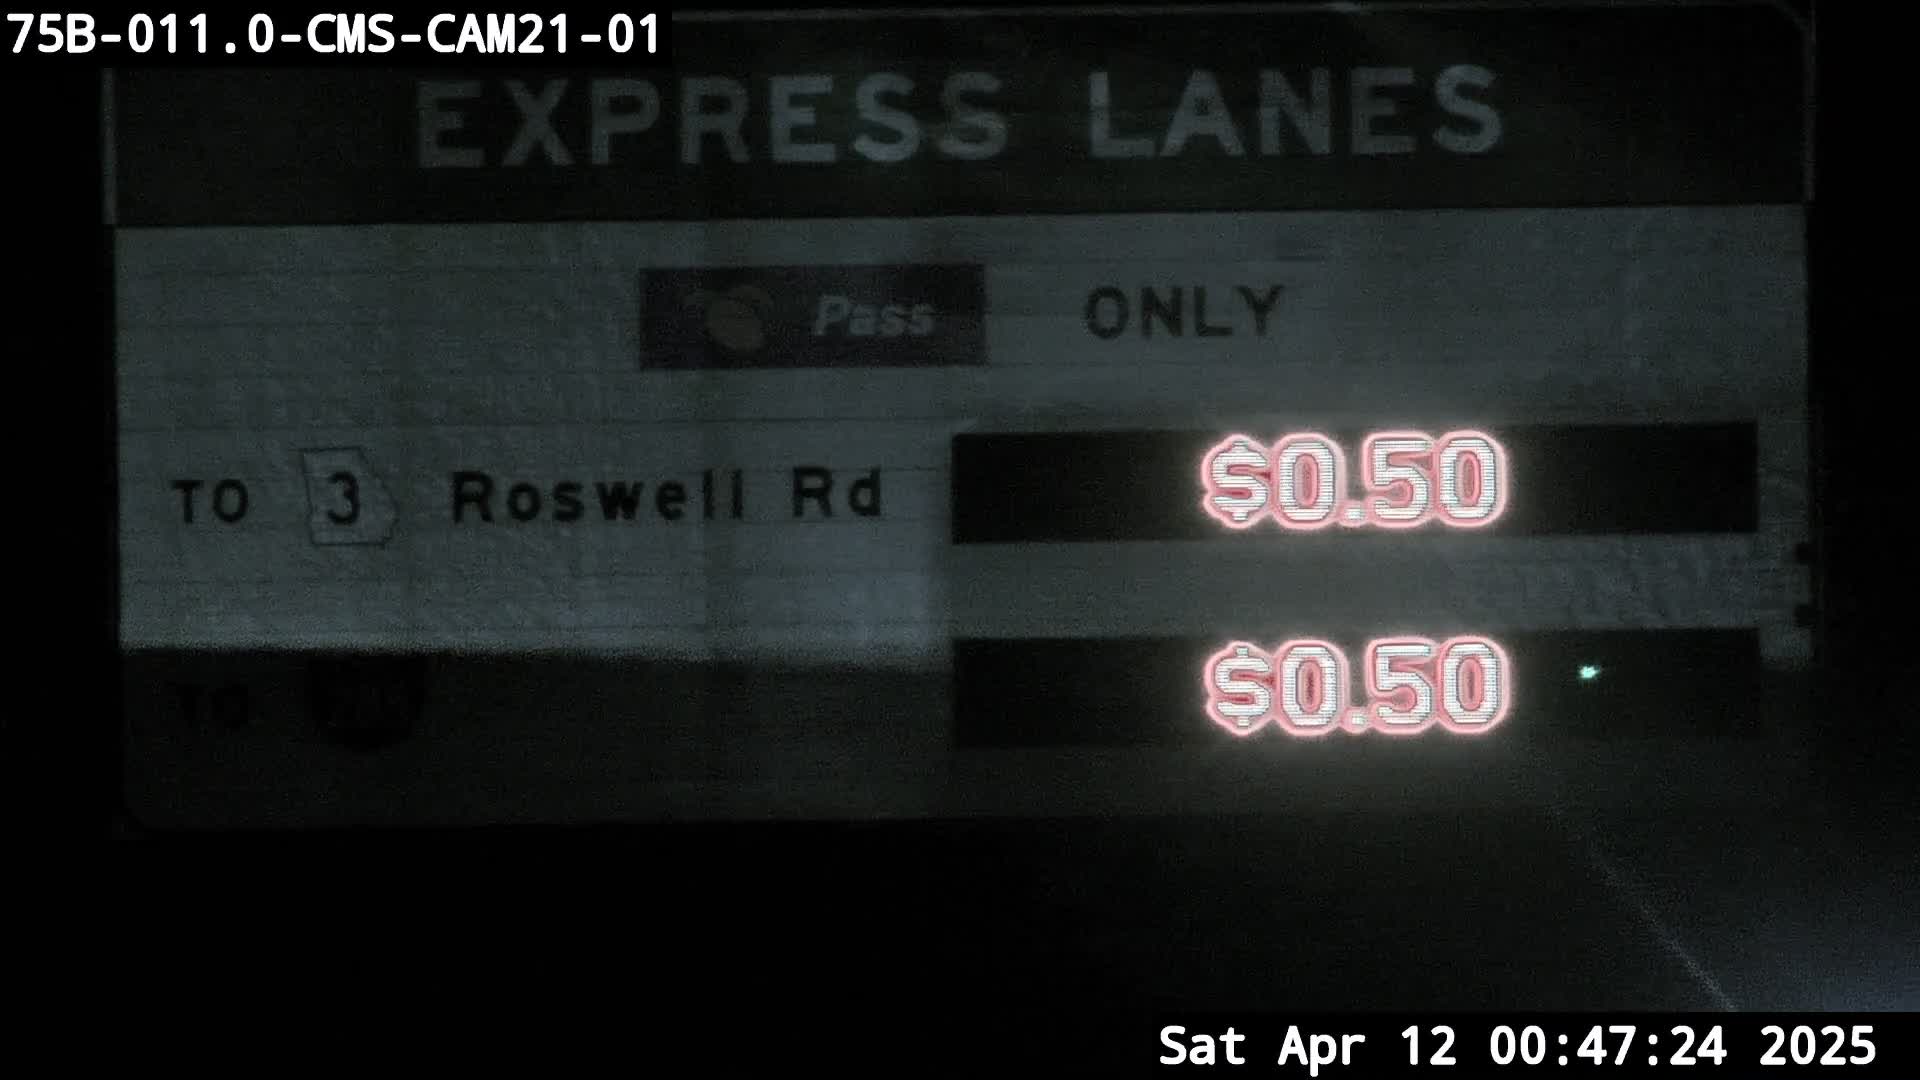 75B-011.0-CMS-CAM21-01
EXPRESS LANES
Pass ONLY
TO 3 Roswell Rd $0.50
TO $0.50
Sat Apr 12 00:47:24 2025